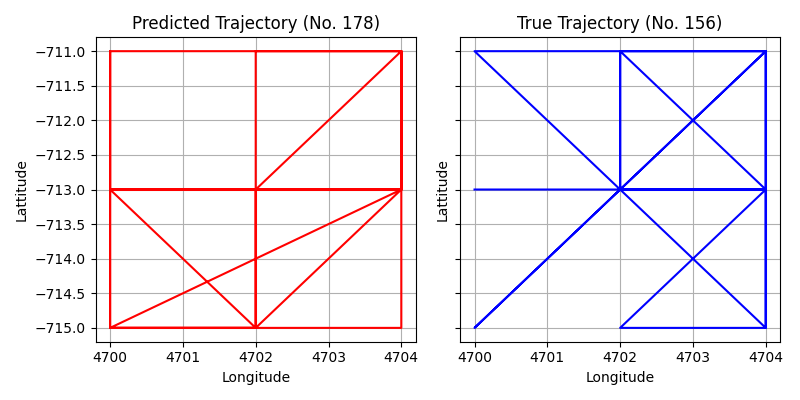 Predicted Trajectory (No. 178)
True Trajectory (No. 156)
−711.0
−711.5
−712.0
−712.5
−713.0
−713.5
−714.0
−714.5
−715.0
Lattitude
Lattitude
4700 4701 4702 4703 4704
4700 4701 4702 4703 4704
Longitude
Longitude